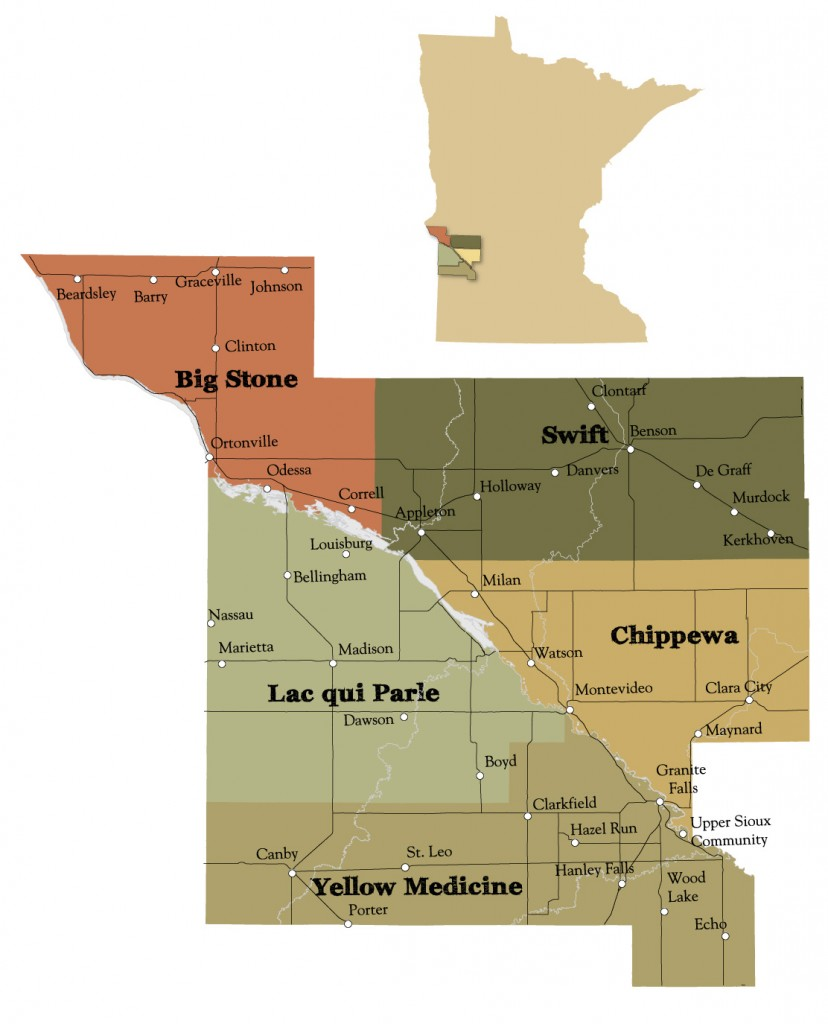 Beardsley
Barry
Graceville
Johnson
Clinton
Big Stone
Ortonville
Odessa
Correll
Clontarf
Swift
Benson
Danvers
De Graff
Holloway
Murdock
Appleton
Kerkhoven
Louisburg
Bellingham
Milan
Nassau
Marietta
Madison
Watson
Chippewa
Lac qui Parle
Montevideo
Clara City
Dawson
Maynard
Boyd
Granite
Falls
Clarkfield
Upper Sioux
Community
Hazel Run
Canby
St. Leo
Hanley Falls
Yellow Medicine
Wood
Lake
Porter
Echo